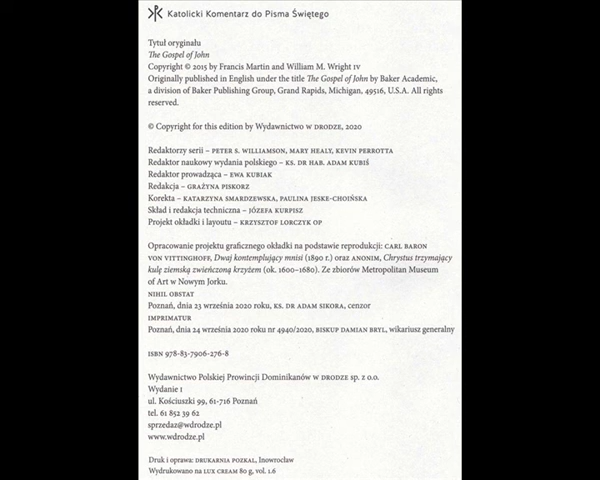 Katolicki Komentarz do Pisma Świętego
Tytuł oryginału
The Gospel of John
Copyright © 2015 by Francis Martin and William M. Wright IV
Originally published in English under the title The Gospel of John by Baker Academic,
a division of Baker Publishing Group, Grand Rapids, Michigan, 49516, U.S.A. All rights
reserved.
© Copyright for this edition by Wydawnictwo W DRODZE, 2020
Redaktorzy serii – PETER S. WILLIAMSON, MARY HEALY, KEVIN PERROTTA
Redaktor naukowy wydania polskiego – KS. DR HAB. ADAM KUBIŚ
Redaktor prowadząca – EWA KUBIAK
Redakcja – GRAŻYNA PISKORZ
Korekta – KATARZYNA SMARDZEWSKA, PAULINA JESKE-CHOIŃSKA
Skład i redakcja techniczna – JÓZEFA KURPISZ
Projekt okładki i layoutu – KRZYSZTOF LORCZYK OP
Opracowanie projektu graficznego okładki na podstawie reprodukcji: CARL BARON
VON VITTINGHOFF, Dwaj kontemplujący mnisi (1890 r.) oraz ANONIM, Chrystus trzymający
kulę ziemską zwieńczoną krzyżem (ok. 1600–1680). Ze zbiorów Metropolitan Museum
of Art w Nowym Jorku.
NIHIL OBSTAT
Poznań, dnia 23 września 2020 roku, KS. DR ADAM SIKORA, cenzor
IMPRIMATUR
Poznań, dnia 24 września 2020 roku nr 4940/2020, BISKUP DAMIAN BRYL, wikariusz generalny
ISBN 978-83-7906-276-8
Wydawnictwo Polskiej Prowincji Dominikanów W DRODZE sp. z o.o.
Wydanie I
ul. Kościuszki 99, 61-716 Poznań
tel. 61 852 39 62
sprzedaz@wdrodze.pl
www.wdrodze.pl
Druk i oprawa: DRUKARNIA POZKAL, Inowrocław
Wydrukowano na LUX CREAM 80 g, vol. 1.6